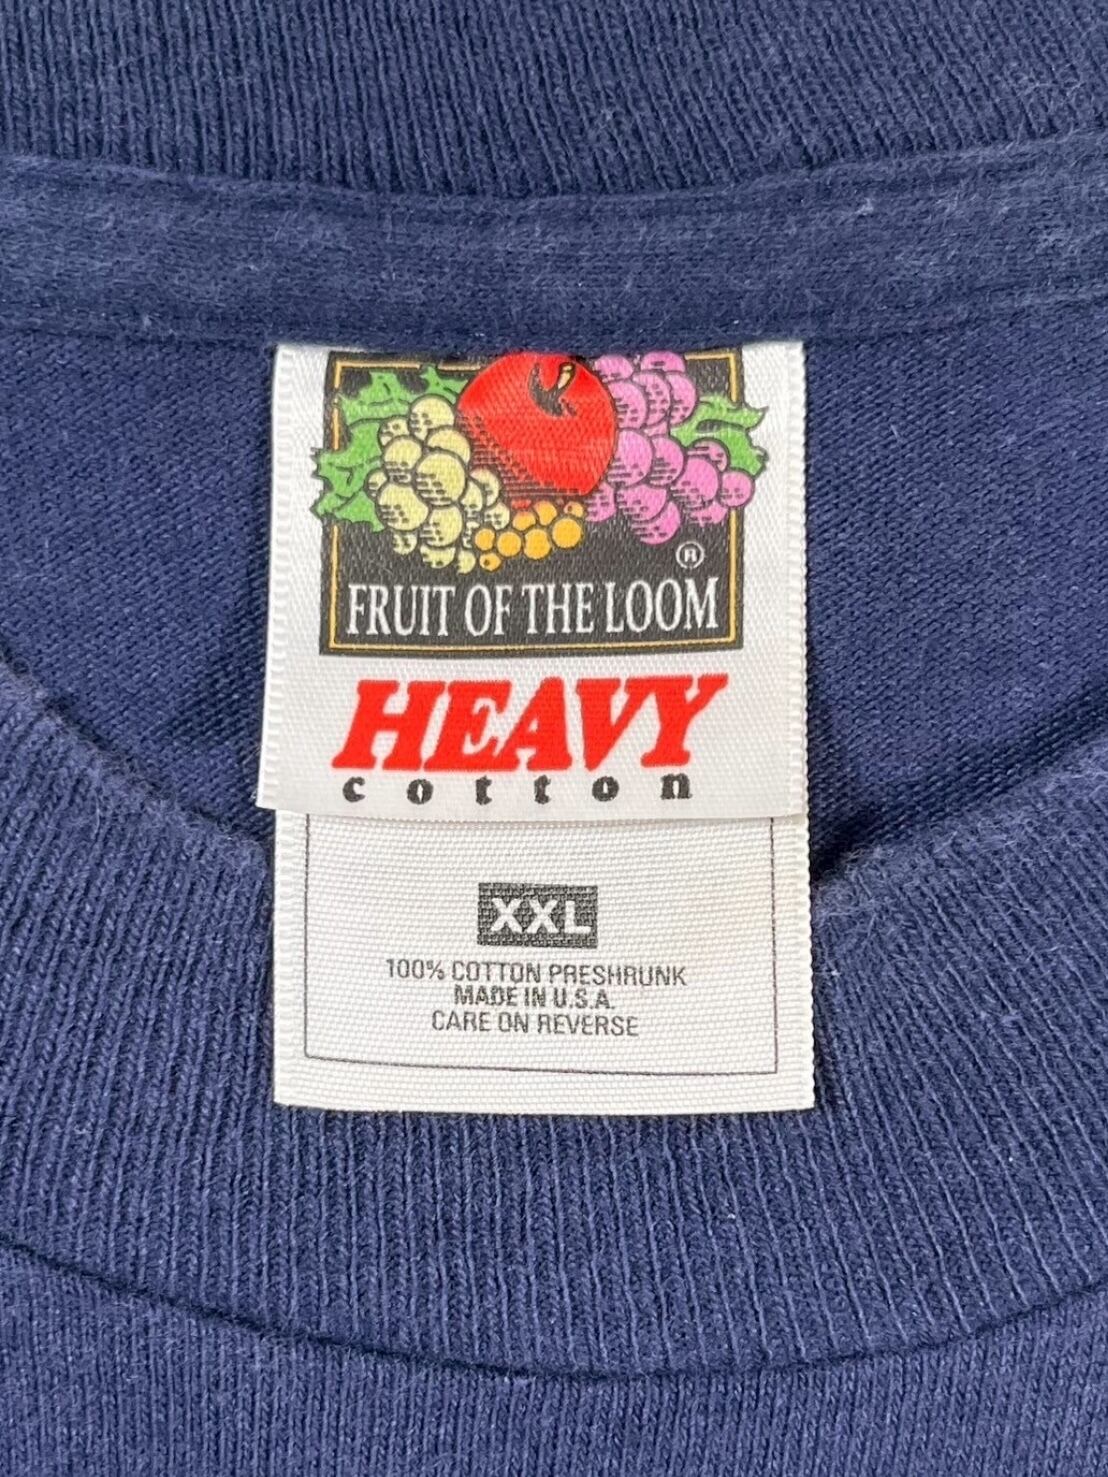 ®
FRUIT OF THE LOOM
HEAVY
cotton
XXL
100% COTTON PRESHRUNK
MADE IN U.S.A.
CARE ON REVERSE